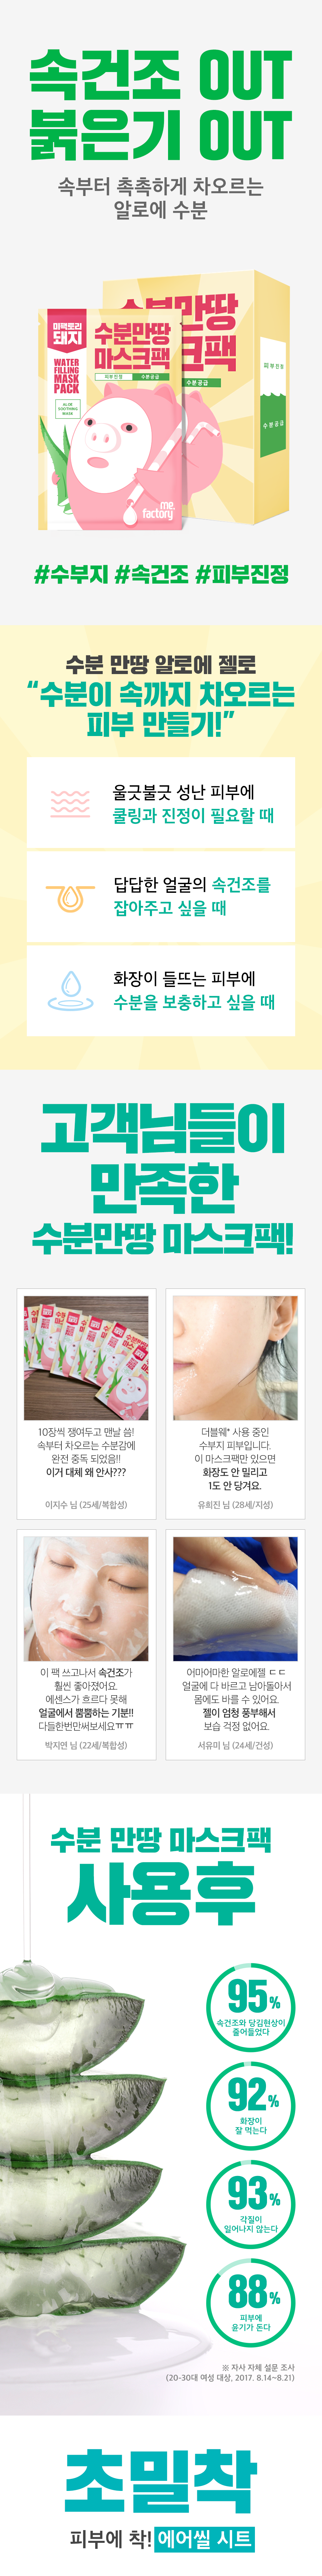 속건조 OUT
붉은기 OUT
속부터 촉촉하게 차오르는
알로에 수분
미팩토리
돼지
WATER
FILLING
MASK
PACK
ALOE
SOOTHING
MASK
수분만땅
마스크팩
피부진정 수분공급
me.
factory
수분만땅
크팩
수분공급
피부진정
수분공급
#수부지 #속건조 #피부진정
수분 만땅 알로에 젤로
“수분이 속까지 차오르는
피부 만들기!”
울긋불긋 성난 피부에
쿨링과 진정이 필요할 때
답답한 얼굴의 속건조를
잡아주고 싶을 때
화장이 들뜨는 피부에
수분을 보충하고 싶을 때
고객님들이
만족한
수분만땅 마스크팩!
10장씩 쟁여두고 맨날 씀!
속부터 차오르는 수분감에
완전 중독 되었음!!
이거 대체 왜 안사???
이지수 님 (25세/복합성)
더블웨* 사용 중인
수부지 피부입니다.
이 마스크팩만 있으면
화장도 안 밀리고
1도 안 당겨요.
유희진 님 (28세/지성)
이 팩 쓰고나서 속건조가
훨씬 좋아졌어요.
에센스가 흐르다 못해
얼굴에서 뿜뿜하는 기분!!
다들한번만써보세요ㅠㅠ
박지연 님 (22세/복합성)
어마어마한 알로에젤 ㄷㄷ
얼굴에 다 바르고 남아돌아서
몸에도 바를 수 있어요.
젤이 엄청 풍부해서
보습 걱정 없어요.
서유미 님 (24세/건성)
수분 만땅 마스크팩
사용후
95%
속건조와 당김현상이
줄어들었다
92%
화장이
잘 먹는다
93%
각질이
일어나지 않는다
88%
피부에
윤기가 돈다
※ 자사 자체 설문 조사
(20-30대 여성 대상, 2017. 8.14~8.21)
초밀착
피부에 착! 에어씰 시트